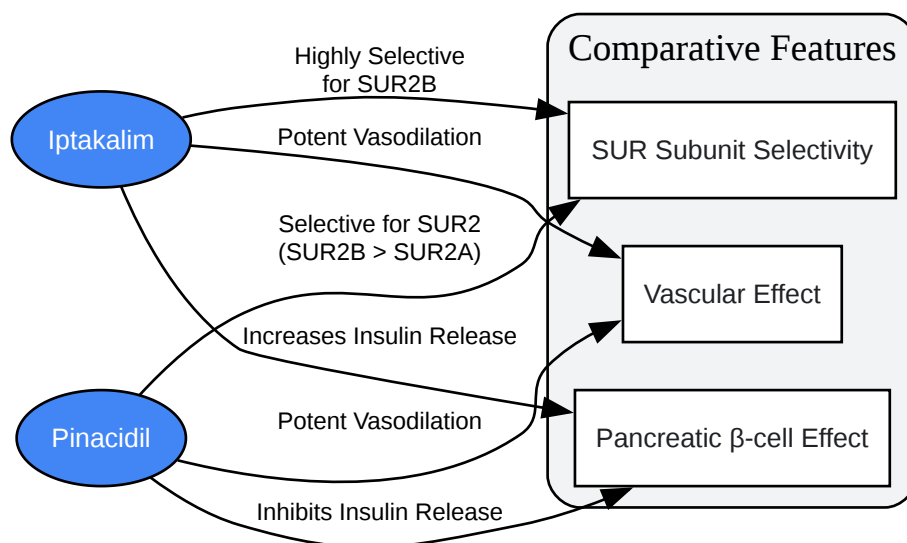 Comparative Features
Highly Selective
for SUR2B
Iptakalim
Potent Vasodilation
SUR Subunit Selectivity
Selective for SUR2
(SUR2B > SUR2A)
Vascular Effect
Increases Insulin Release
Pinacidil
Potent Vasodilation
Pancreatic β-cell Effect
Inhibits Insulin Release